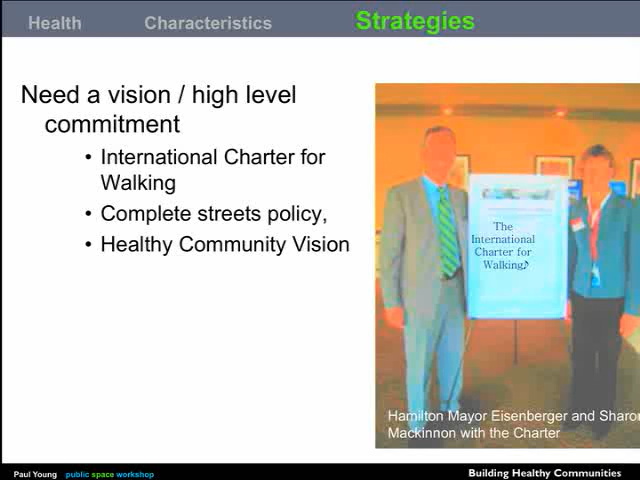 Health Characteristics Strategies
Need a vision / high level
commitment
• International Charter for
Walking
• Complete streets policy,
• Healthy Community Vision
The
International
Charter for
Walking♪
Hamilton Mayor Eisenberger and Sharon
Mackinnon with the Charter
Paul Young public space workshop
Building Healthy Communities